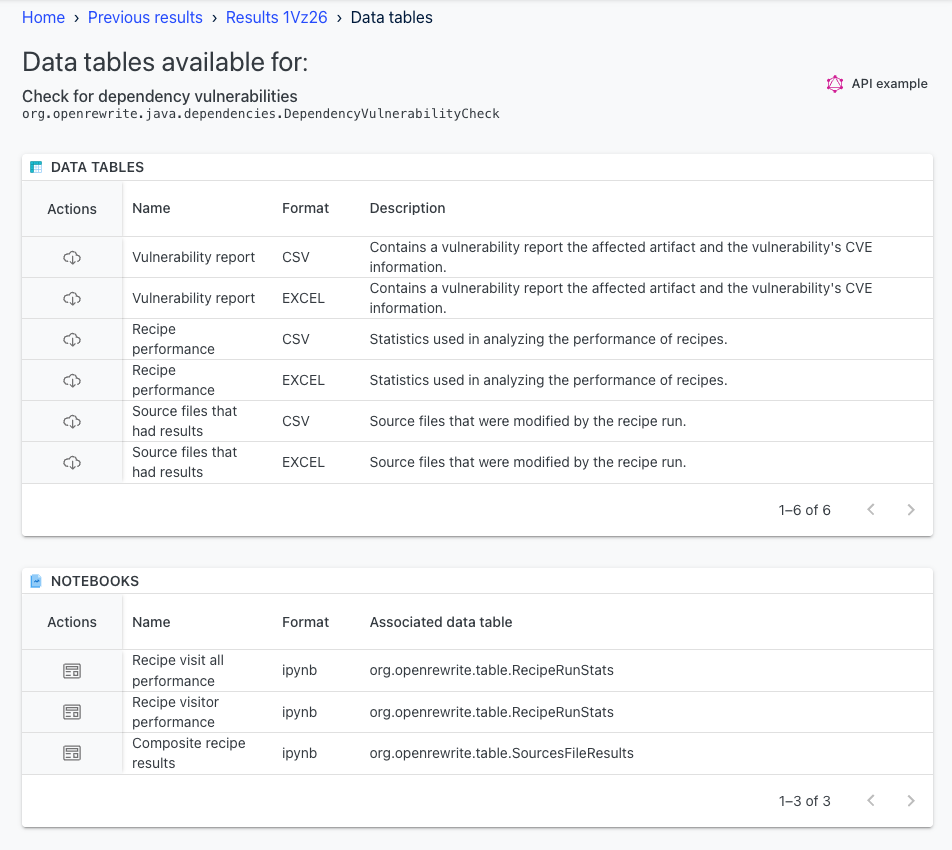 Home › Previous results › Results 1Vz26 › Data tables
Data tables available for:
API example
Check for dependency vulnerabilities
org.openrewrite.java.dependencies.DependencyVulnerabilityCheck
DATA TABLES
Actions Name Format Description
Vulnerability report CSV Contains a vulnerability report the affected artifact and the vulnerability's CVE
information.
Vulnerability report EXCEL Contains a vulnerability report the affected artifact and the vulnerability's CVE
information.
Recipe
performance CSV Statistics used in analyzing the performance of recipes.
Recipe
performance EXCEL Statistics used in analyzing the performance of recipes.
Source files that
had results CSV Source files that were modified by the recipe run.
Source files that
had results EXCEL Source files that were modified by the recipe run.
1–6 of 6
NOTEBOOKS
Actions Name Format Associated data table
Recipe visit all
performance ipynb org.openrewrite.table.RecipeRunStats
Recipe visitor
performance ipynb org.openrewrite.table.RecipeRunStats
Composite recipe
results ipynb org.openrewrite.table.SourcesFileResults
1–3 of 3